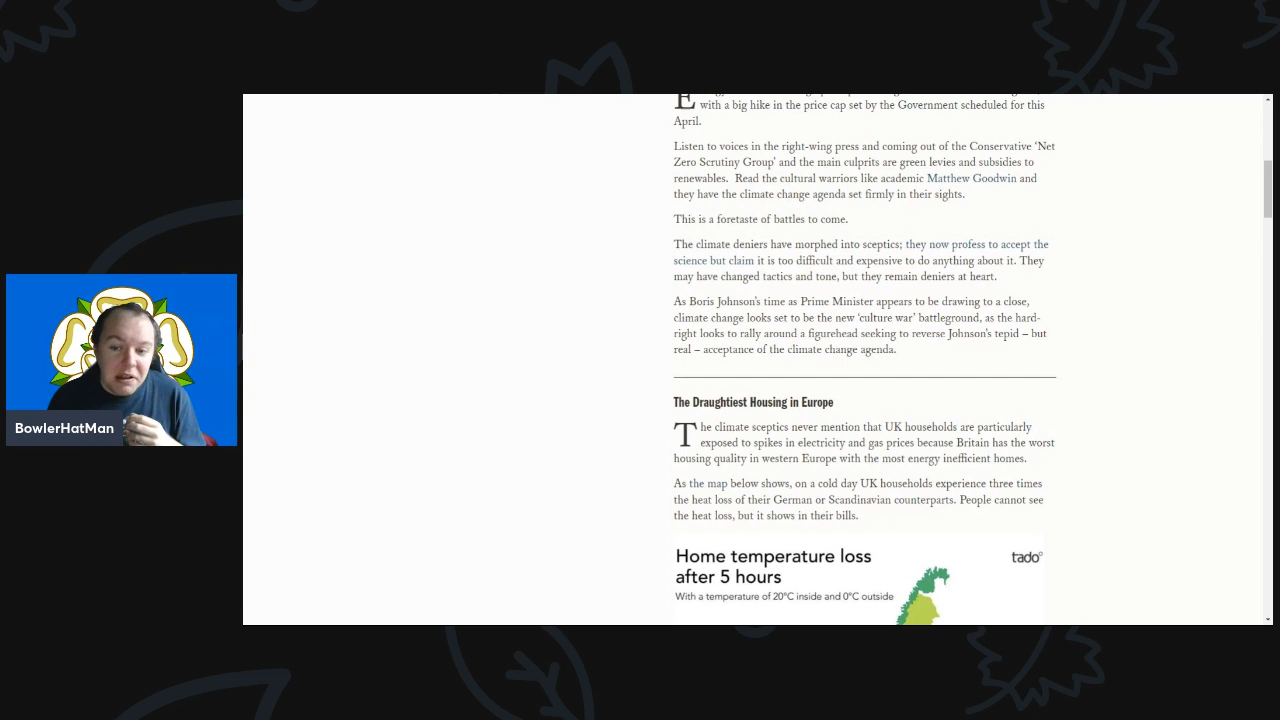 with a big hike in the price cap set by the Government scheduled for this
April.
Listen to voices in the right-wing press and coming out of the Conservative ‘Net
Zero Scrutiny Group’ and the main culprits are green levies and subsidies to
renewables. Read the cultural warriors like academic Matthew Goodwin and
they have the climate change agenda set firmly in their sights.
This is a foretaste of battles to come.
The climate deniers have morphed into sceptics; they now profess to accept the
science but claim it is too difficult and expensive to do anything about it. They
may have changed tactics and tone, but they remain deniers at heart.
As Boris Johnson’s time as Prime Minister appears to be drawing to a close,
climate change looks set to be the new ‘culture war’ battleground, as the hard-
right looks to rally around a figurehead seeking to reverse Johnson’s tepid – but
real – acceptance of the climate change agenda.
The Draughtiest Housing in Europe
The climate sceptics never mention that UK households are particularly
exposed to spikes in electricity and gas prices because Britain has the worst
housing quality in western Europe with the most energy inefficient homes.
As the map below shows, on a cold day UK households experience three times
the heat loss of their German or Scandinavian counterparts. People cannot see
the heat loss, but it shows in their bills.
Home temperature loss
after 5 hours
tado°
With a temperature of 20°C inside and 0°C outside
BowlerHatMan